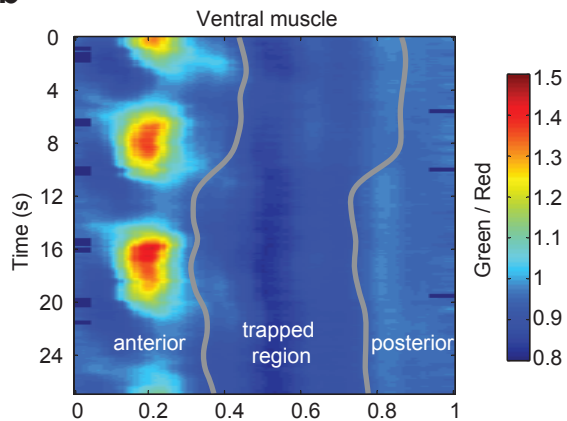 b
Ventral muscle
0
4
8
12
16
20
24
Time (s)
anterior
trapped
region
posterior
0
0.2
0.4
0.6
0.8
1
1.5
1.4
1.3
1.2
1.1
1
0.9
0.8
Green / Red